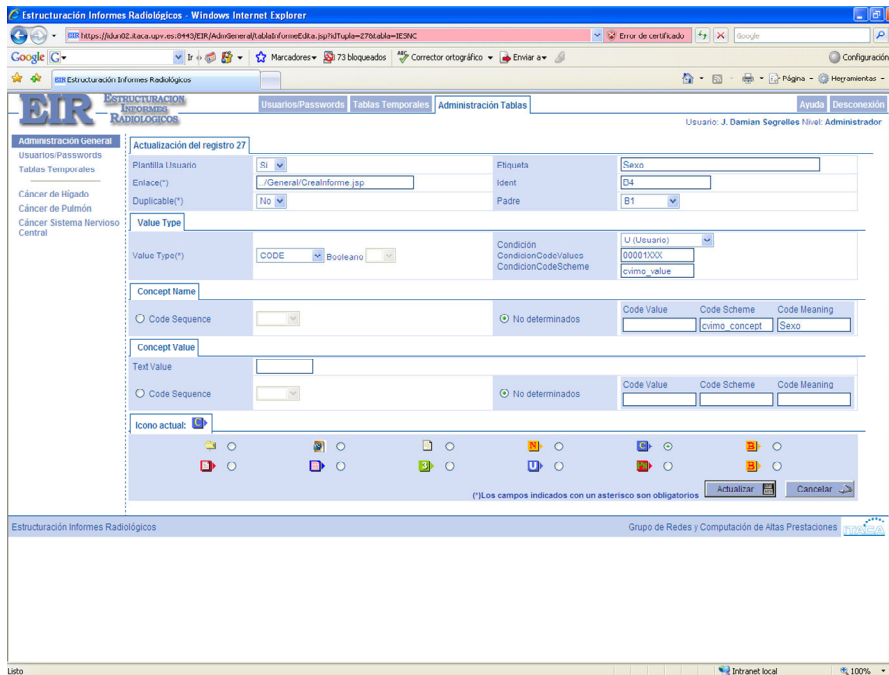 Estructuración Informes Radiológicos - Windows Internet Explorer
https://idun02.itaca.upv.es:8443/EIR/AdmGeneral/tablaInformeEdita.jsp?idTupla=27&tabla=IESNC Error de certificado Google
Google G Ir Marcadores 73 bloqueados Corrector ortográfico Enviar a Configuración
EIR Estructuración Informes Radiológicos Página Herramientas
EIR ESTRUCTURACION INFORMES RADIOLOGICOS
Usuarios/Passwords Tablas Temporales Administración Tablas Ayuda Desconexión
Usuario: J. Damian Segrelles Nivel: Administrador
Administración General
Usuarios/Passwords
Tablas Temporales
Cáncer de Hígado
Cáncer de Pulmón
Cáncer Sistema Nervioso
Central
Actualización del registro 27
Plantilla Usuario Si Etiqueta Sexo
Enlace(*) ../General/CreaInforme.jsp Ident D4
Duplicable(*) No Padre B1
Value Type
Value Type(*) CODE Booleano
Condición U (Usuario)
CondicionCodeValues 00001XXX
CondicionCodeScheme cvimo_value
Concept Name
Code Sequence No determinados
Code Value Code Scheme Code Meaning
cvimo_concept Sexo
Concept Value
Text Value
Code Sequence No determinados
Code Value Code Scheme Code Meaning
Icono actual: C
N C B
3 U B
(*)Los campos indicados con un asterisco son obligatorios Actualizar Cancelar
Estructuración Informes Radiológicos Grupo de Redes y Computación de Altas Prestaciones ITACA
Listo Intranet local 100%